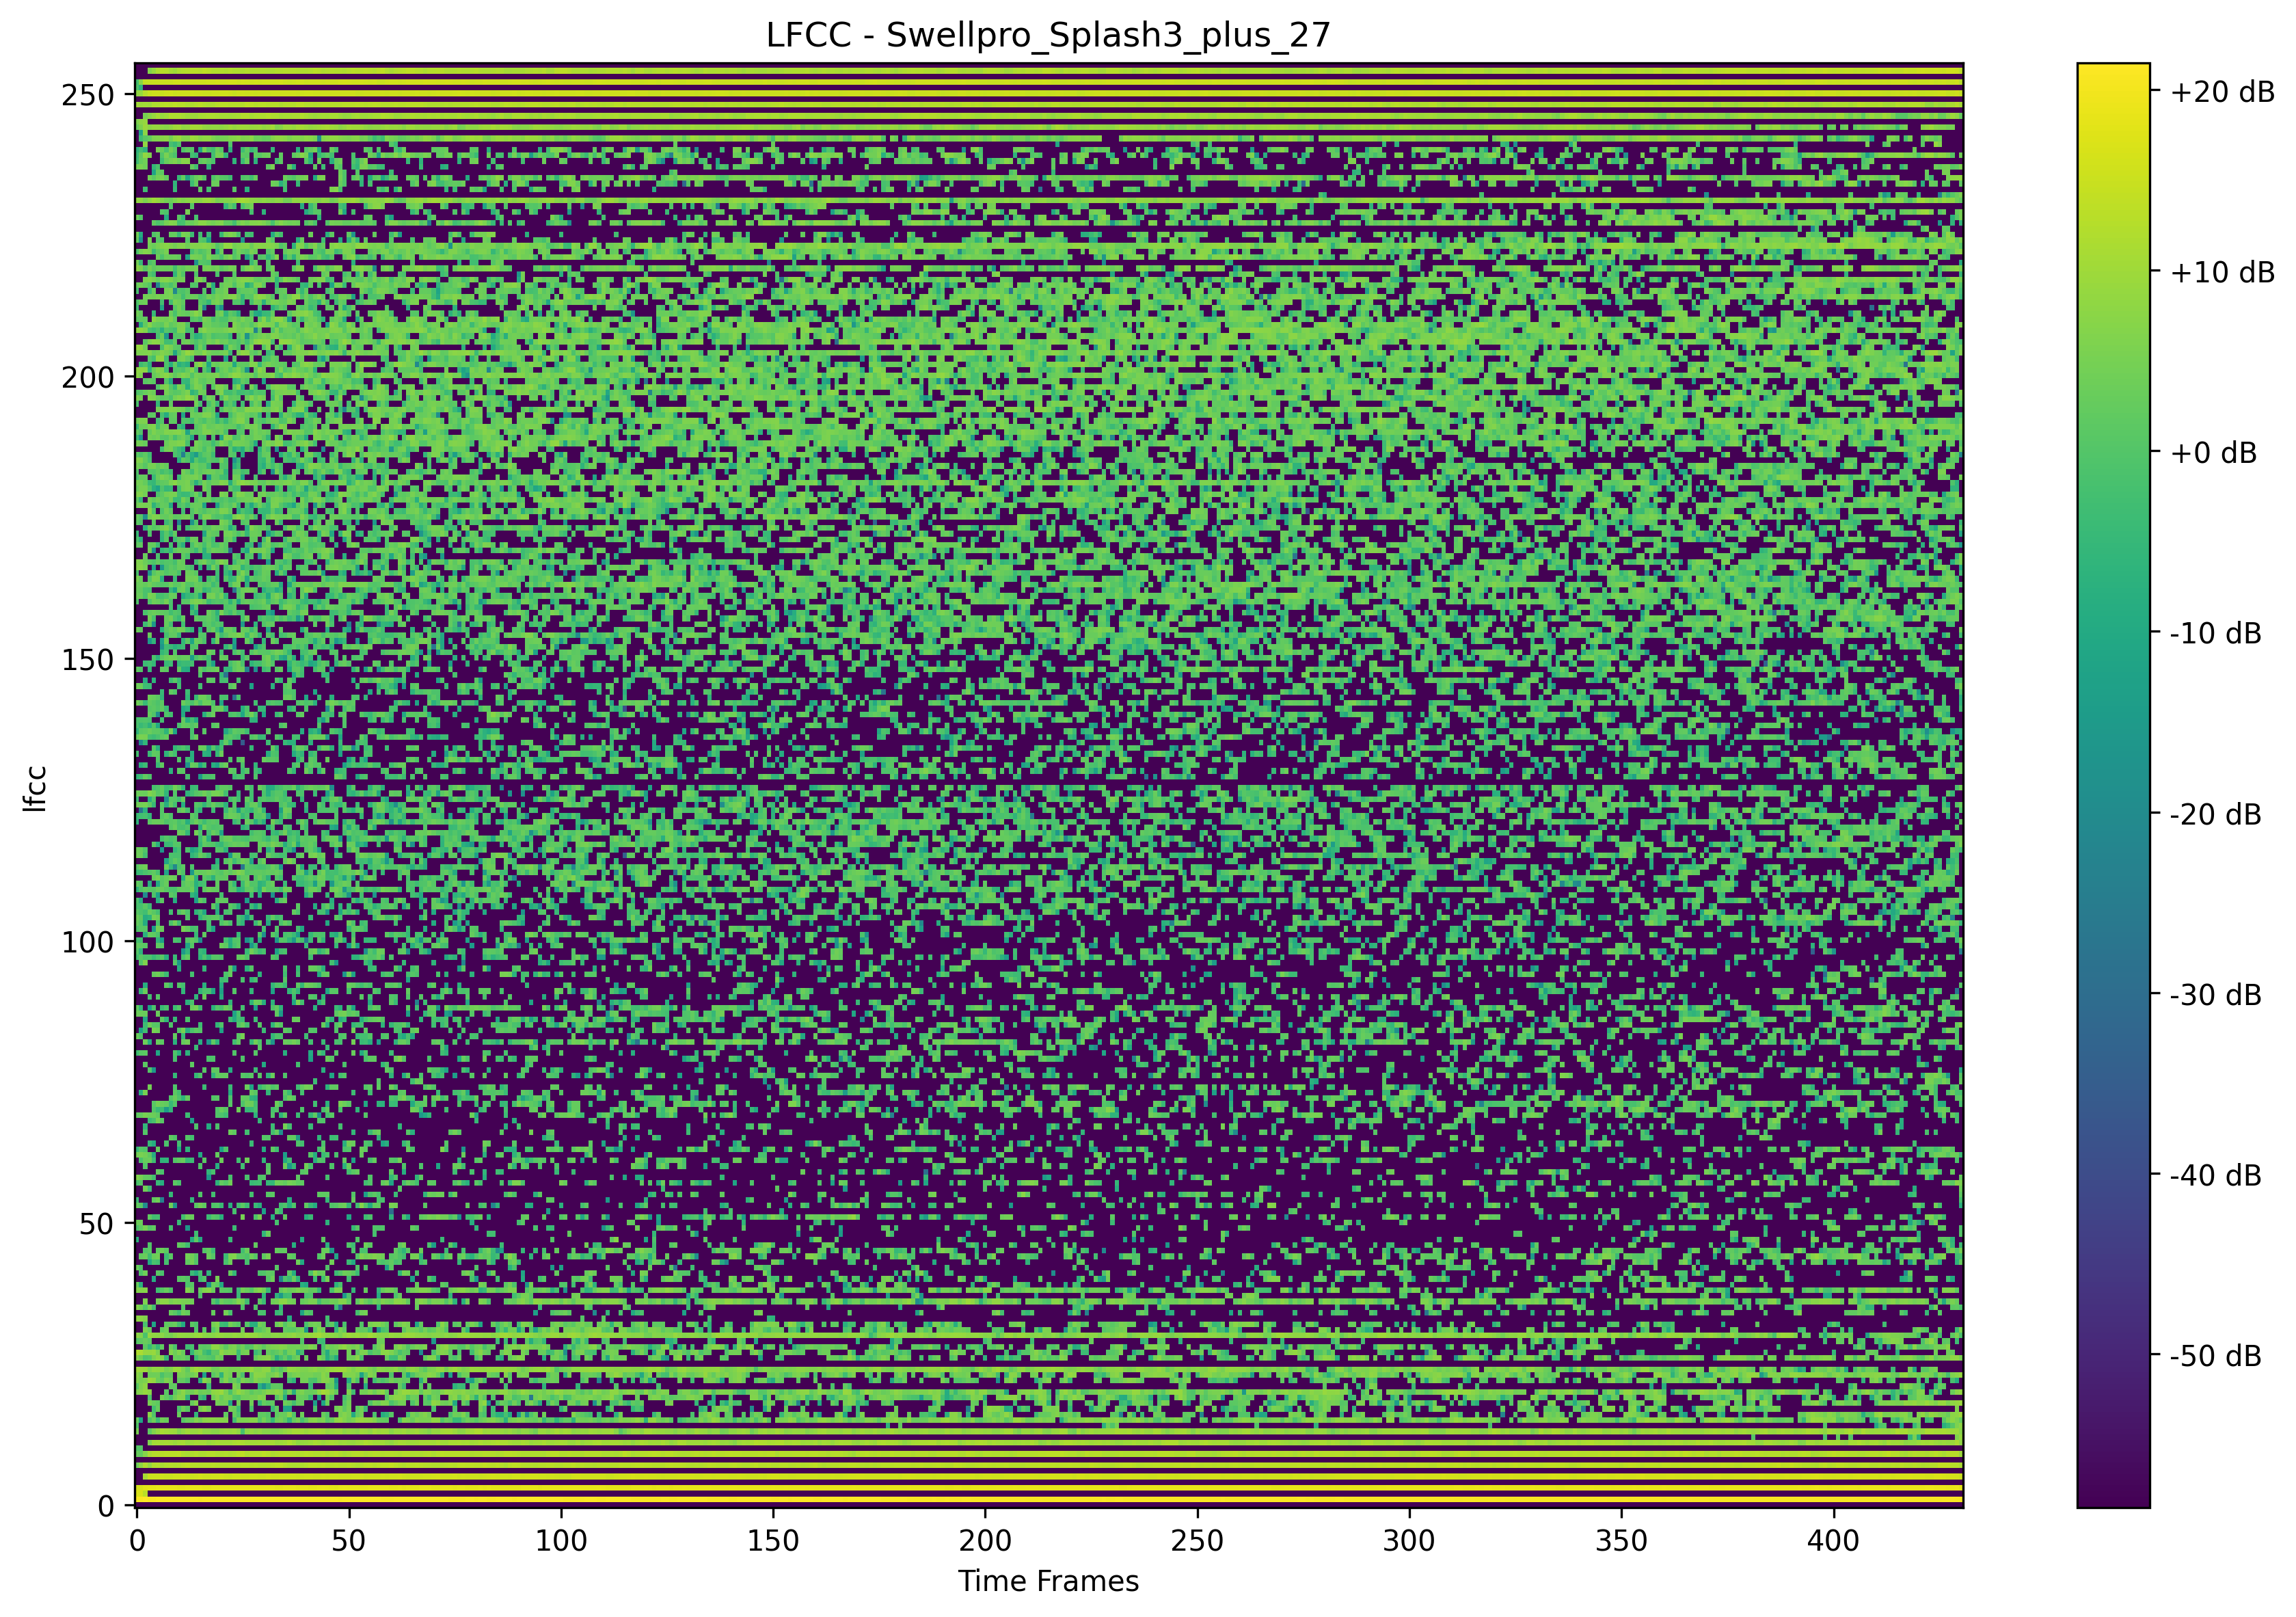 LFCC - Swellpro_Splash3_plus_27
250
200
150
100
50
0
lfcc
0 50 100 150 200 250 300 350 400
Time Frames
+20 dB
+10 dB
+0 dB
-10 dB
-20 dB
-30 dB
-40 dB
-50 dB